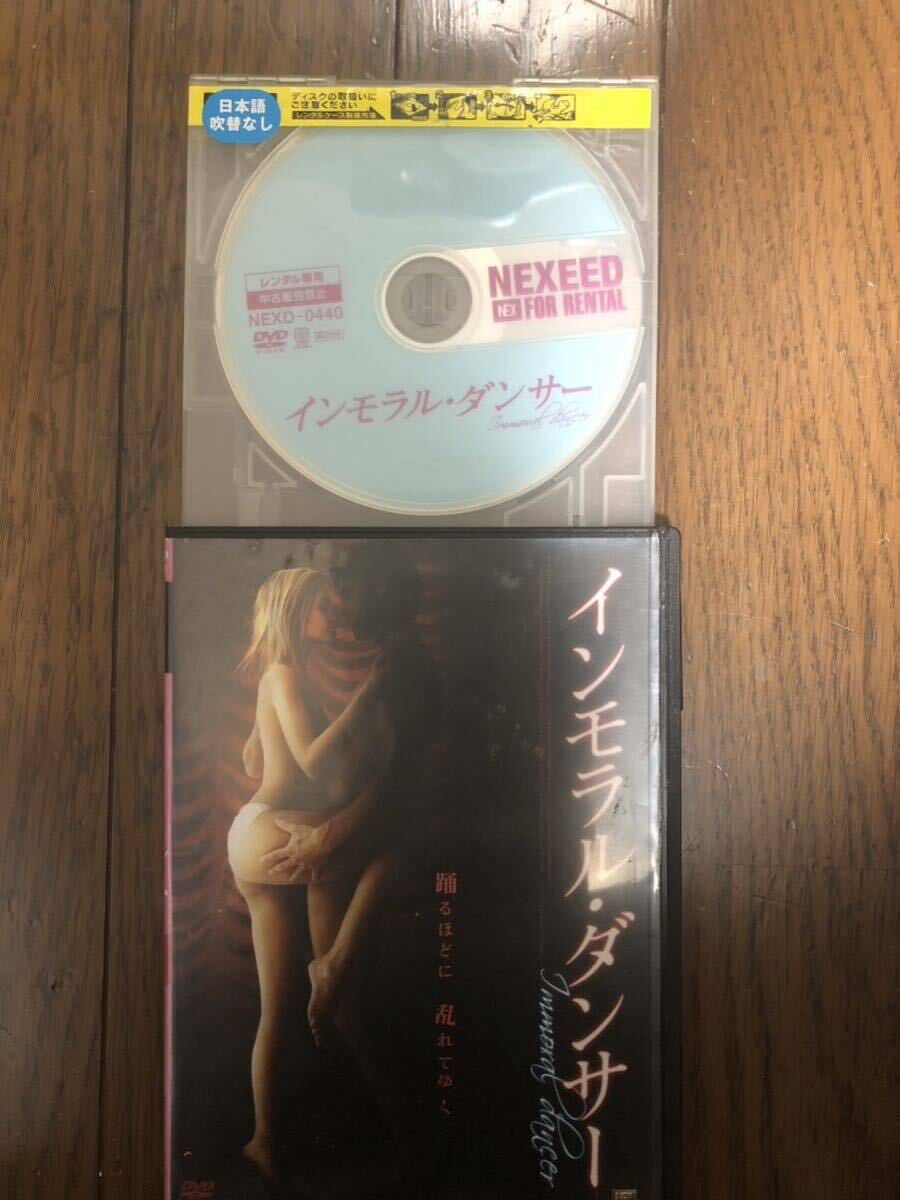 日本語
吹替なし
ディスクの取扱いに
ご注意ください
レンタルケース取扱方法
1 2 3 4
レンタル専用
中古販売禁止
NEXD-0440
DVD
VIDEO
NEXEED
NEX FOR RENTAL
インモラル・ダンサー
Immoral dancer
インモラル・ダンサー
Immoral dancer
踊るほどに 乱れてゆく
DVD